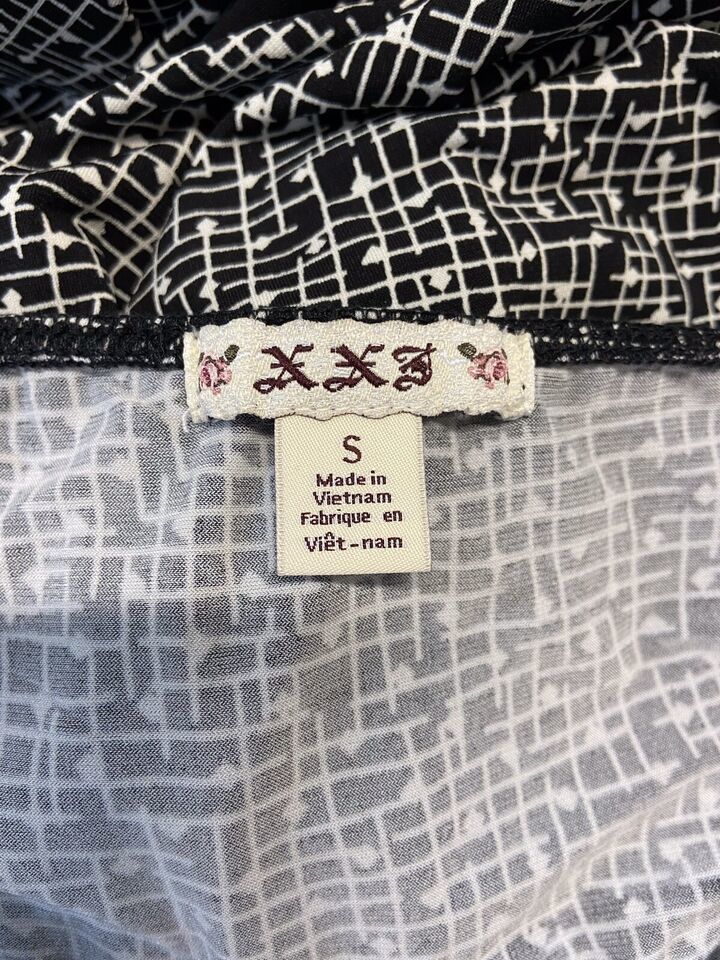 XXI
S
Made in
Vietnam
Fabrique en
Viêt-nam